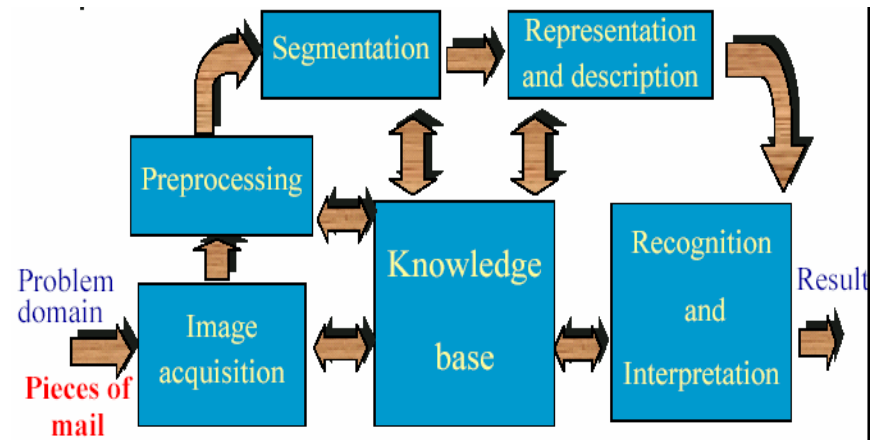 Segmentation
Representation
and description
Preprocessing
Knowledge
base
Recognition
and
Interpretation
Problem
domain
Image
acquisition
Result
Pieces of
mail